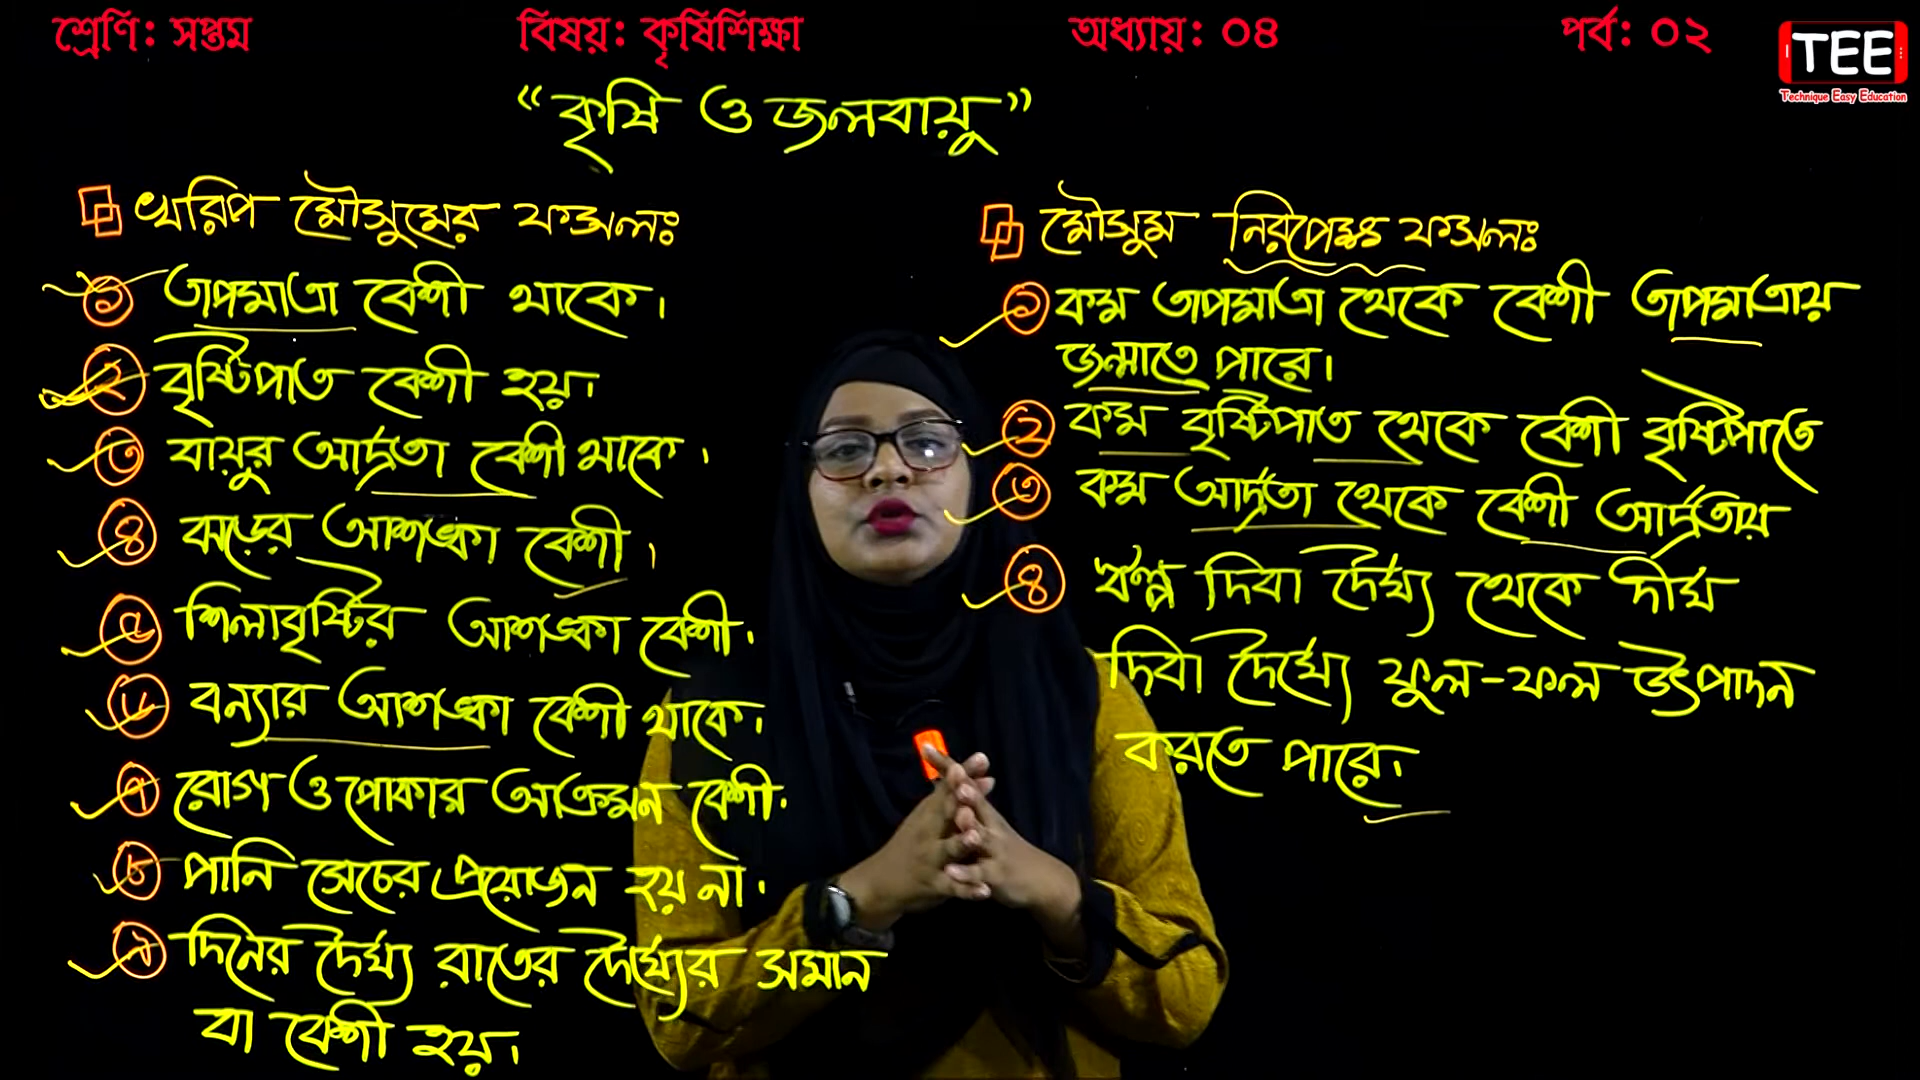 শ্রেণি: সপ্তম
বিষয়: কৃষিশিক্ষা
অধ্যায়: ০৪
পর্ব: ০২
TEE
Technique Easy Education
“কৃষি ও জলবায়ু”
খরিপ মৌসুমের ফসলঃ
১ তাপমাত্রা বেশী থাকে।
২ বৃষ্টিপাত বেশী হয়।
৩ বায়ুর আর্দ্রতা বেশী থাকে।
৪ ঝড়ের আশঙ্কা বেশী।
৫ শিলাবৃষ্টির আশঙ্কা বেশী।
৬ বন্যার আশঙ্কা বেশী থাকে।
৭ রোগ ও পোকার আক্রমন বেশী।
৮ পানি সেচের প্রয়োজন হয় না।
৯ দিনের দৈর্ঘ্য রাতের দৈর্ঘ্যের সমান
বা বেশী হয়।
মৌসুম নিরপেক্ষ ফসলঃ
১ কম তাপমাত্রা থেকে বেশী তাপমাত্রায়
জন্মাতে পারে।
২ কম বৃষ্টিপাত থেকে বেশী বৃষ্টিপাতে
৩ কম আর্দ্রতা থেকে বেশী আর্দ্রতায়
৪ স্বল্প দিবা দৈর্ঘ্য থেকে দীর্ঘ
দিবা দৈর্ঘ্যে ফুল-ফল উৎপাদন
করতে পারে।